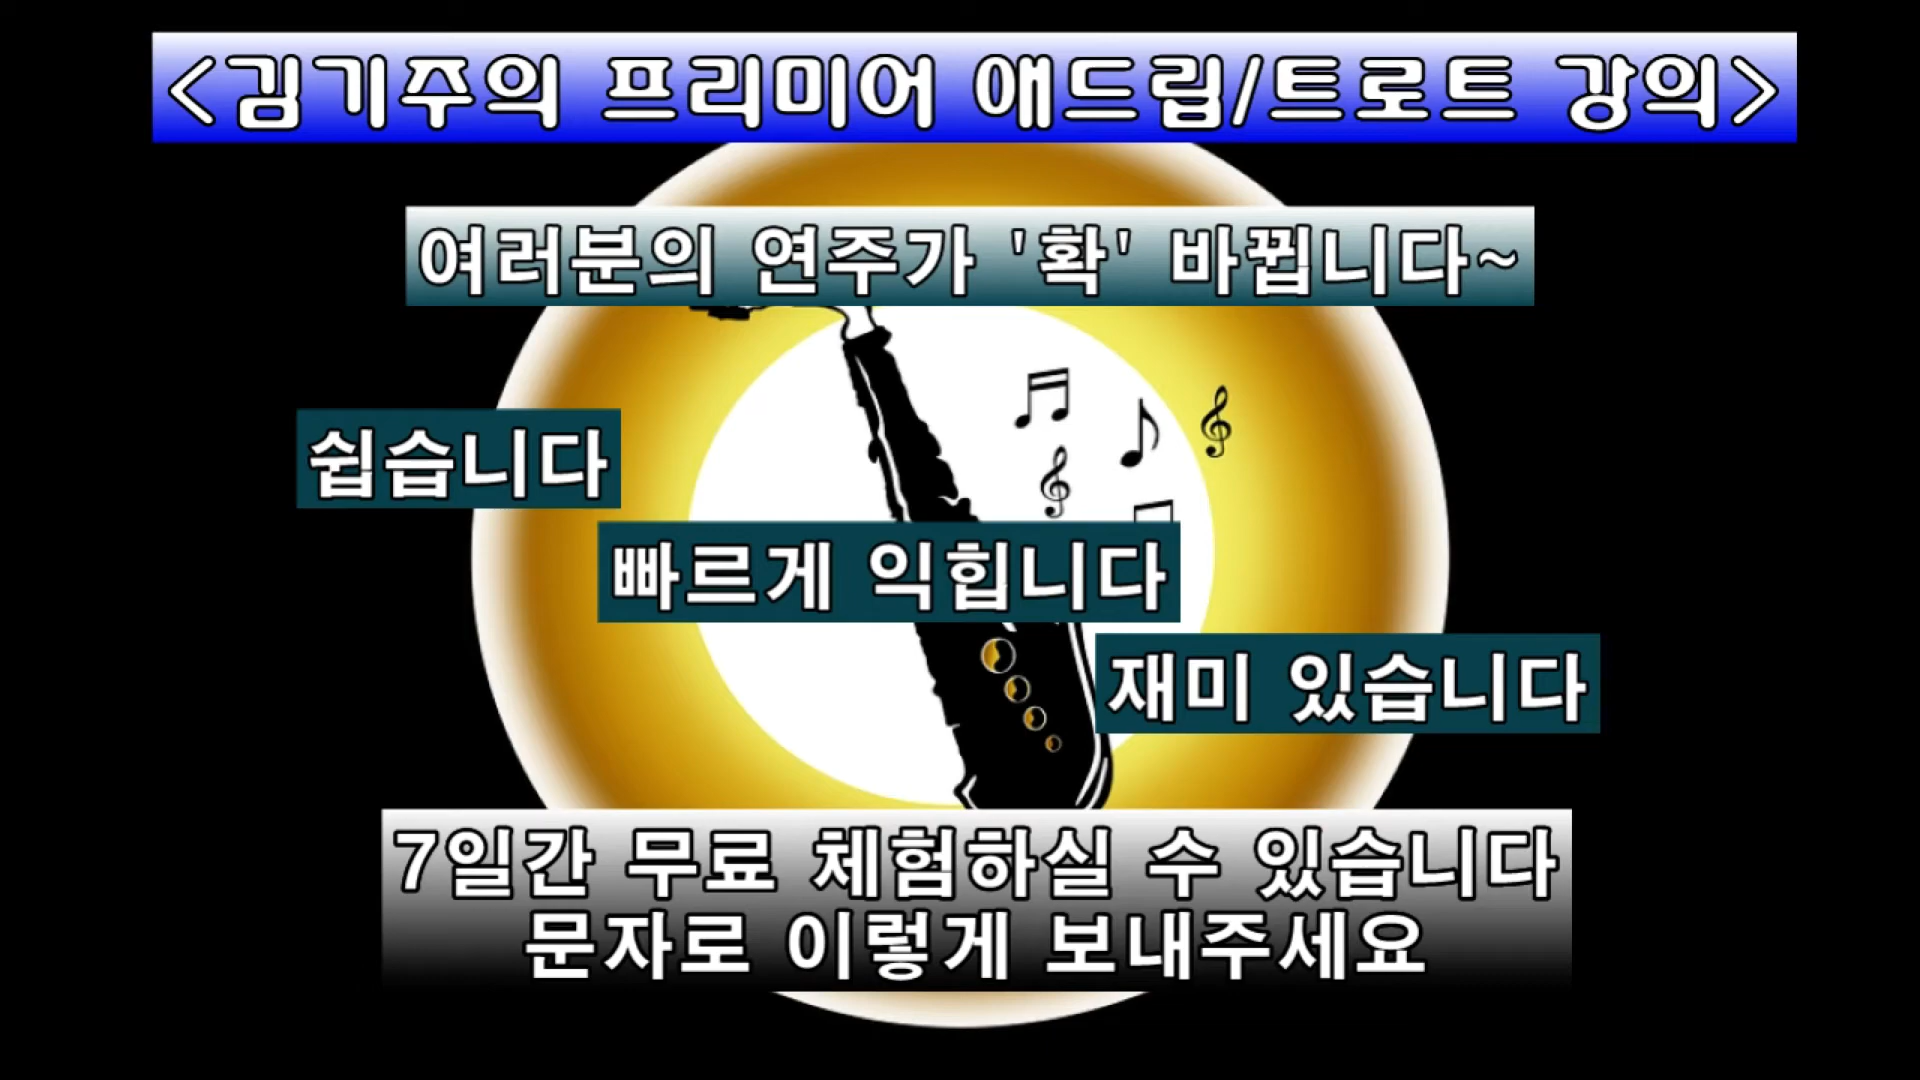 <김기주의 프리미어 애드립/트로트 강의>
여러분의 연주가 '확' 바뀝니다~
쉽습니다
빠르게 익힙니다
재미 있습니다
7일간 무료 체험하실 수 있습니다
문자로 이렇게 보내주세요